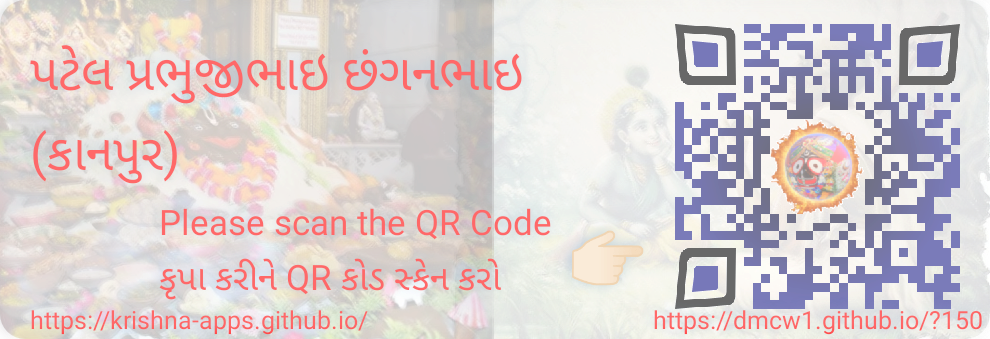 પટેલ પ્રભુજીભાઇ છંગનભાઇ
(કાનપુર)
Please scan the QR Code
કૃપા કરીને QR કોડ સ્કેન કરો
https://krishna-apps.github.io/
https://dmcw1.github.io/?150